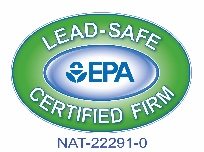 LEAD-SAFE
EPA
CERTIFIED FIRM
NAT-22291-0